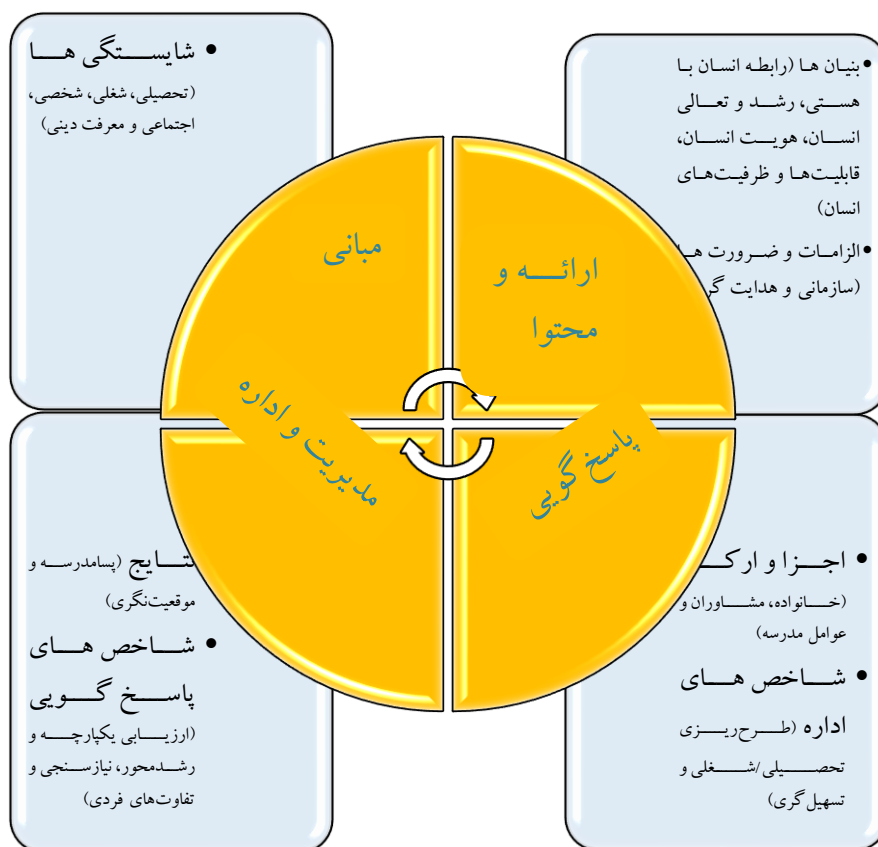 بنیان ها (رابطه انسان با
هستی، رشد و تعالی
انسان، هویت انسان،
قابلیت‌ها و ظرفیت‌های
انسان)
الزامات و ضرورت ها
(سازمانی و هدایت
شایستگی ها
(تحصیلی، شغلی، شخصی،
اجتماعی و معرفت دینی)
ارائه و
محتوا
مبانی
پاسخ گویی
مدیریت و اداره
اجزا و
(خانواده، مشاوران و
عوامل مدرسه)
شاخص های
اداره (طرح‌ریزی
تحصیلی/شغلی و
تسهیل گری)
نتایج (پسامدرسه و
موقعیت‌نگری)
شاخص های
پاسخ گویی
(ارزیابی یکپارچه و
رشدمحور، نیازسنجی و
تفاوت‌های فردی)